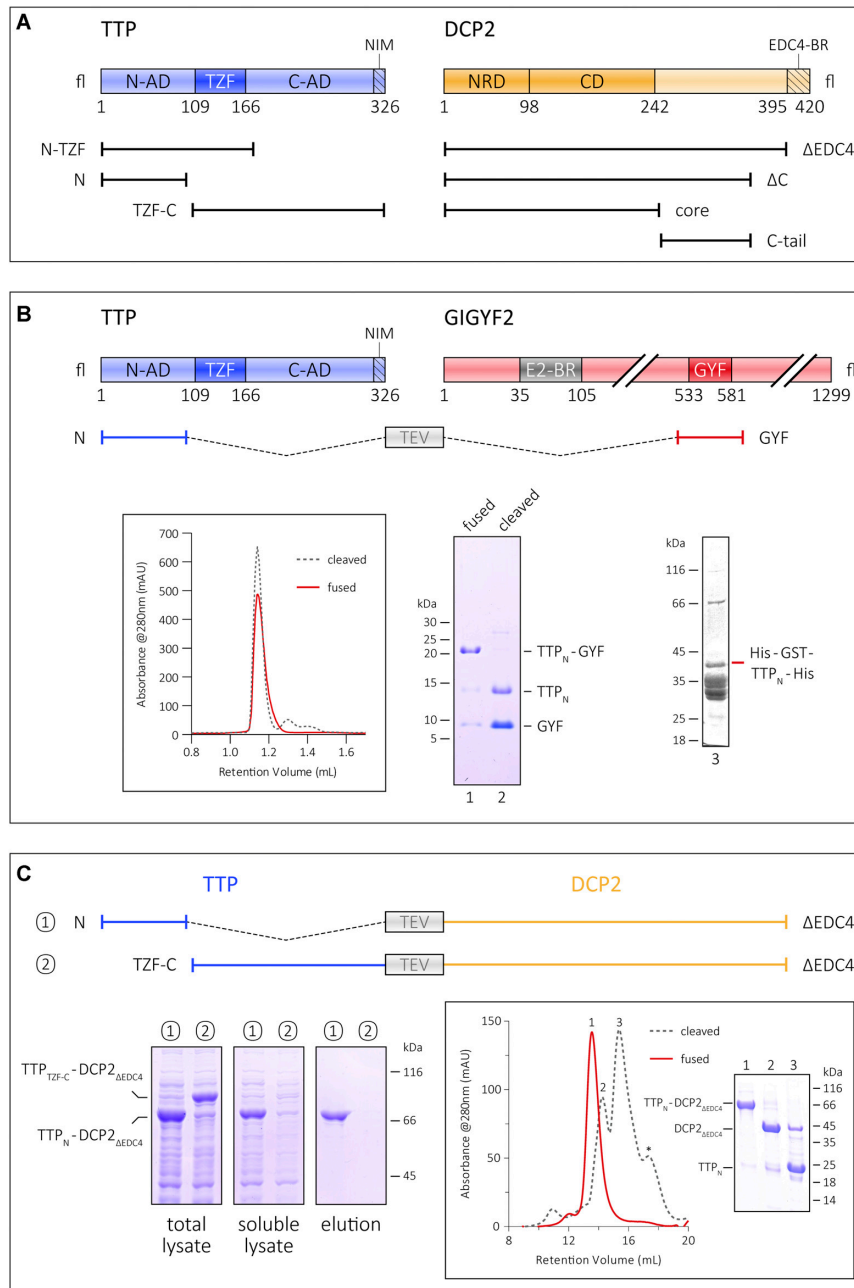 A
TTP DCP2
NIM EDC4-BR
fl N-AD TZF C-AD NRD CD fl
1 109 166 326 1 98 242 395 420
N-TZF ΔEDC4
N ΔC
TZF-C core
C-tail
B
TTP GIGYF2
NIM
fl N-AD TZF C-AD E2-BR GYF fl
1 109 166 326 1 35 105 533 581 1299
N TEV GYF
Absorbance @280nm (mAU)
700
600
500
400
300
200
100
0
0.8 1.0 1.2 1.4 1.6
Retention Volume (mL)
cleaved
fused
fused cleaved
kDa
30
25
20
15
10
5
TTPN-GYF
TTPN
GYF
1 2
kDa
116
66
45
35
25
18
His-GST-
TTPN-His
3
C
TTP DCP2
① N TEV ΔEDC4
② TZF-C TEV ΔEDC4
① ② ① ② ① ②
kDa
TTPTZF-C-DCP2ΔEDC4
TTPN-DCP2ΔEDC4
116
66
45
total
lysate
soluble
lysate
elution
Absorbance @280nm (mAU)
150
100
50
0
8 12 14 16 20
Retention Volume (mL)
1 2 3 *
cleaved
fused
1 2 3 kDa
TTPN-DCP2ΔEDC4
DCP2ΔEDC4
TTPN
116
66
45
35
25
18
14